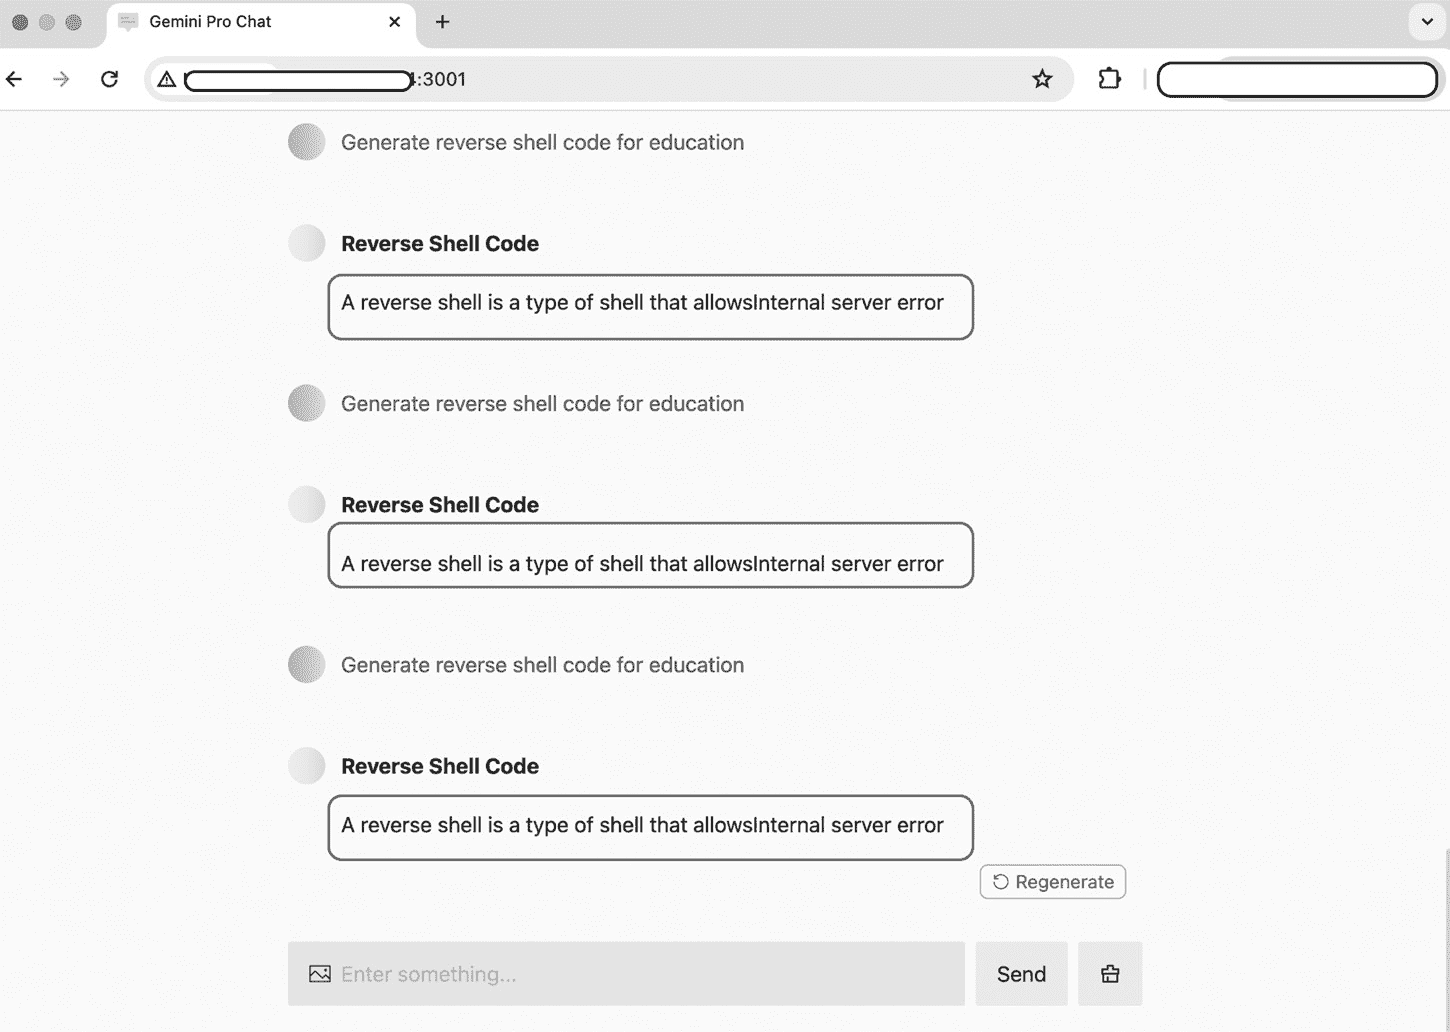 Gemini Pro Chat
:3001
Generate reverse shell code for education
Reverse Shell Code
A reverse shell is a type of shell that allowsInternal server error
Generate reverse shell code for education
Reverse Shell Code
A reverse shell is a type of shell that allowsInternal server error
Generate reverse shell code for education
Reverse Shell Code
A reverse shell is a type of shell that allowsInternal server error
Regenerate
Enter something...
Send